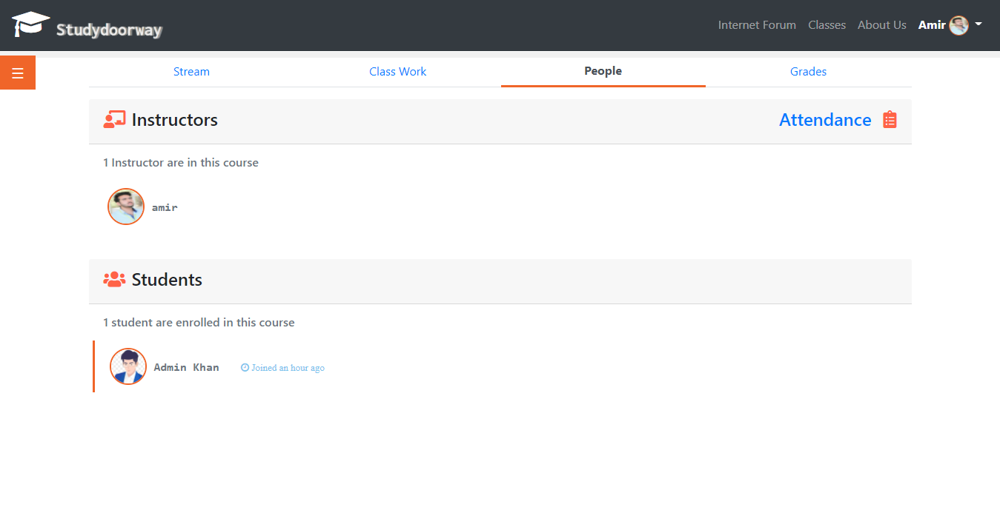 Studydoorway
Internet Forum Classes About Us Amir
Stream Class Work People Grades
Instructors Attendance
1 Instructor are in this course
amir
Students
1 student are enrolled in this course
Admin Khan Joined an hour ago